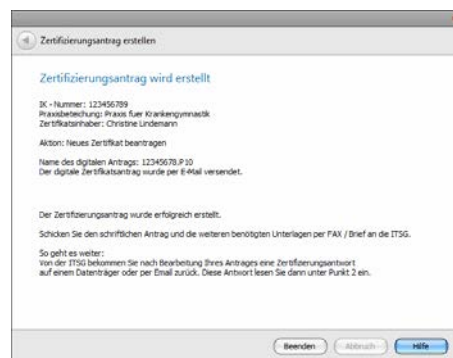 Zertifizierungsantrag erstellen
Zertifizierungsantrag wird erstellt
IK - Nummer: 123456789
Praxisbeteichung: Praxis fuer Krankengymnastik
Zertifikatsinhaber: Christine Lindemann
Aktion: Neues Zertifikat beantragen
Name des digitalen Antrags: 12345678.P10
Der digitale Zertifkatsantrag wurde per E-Mail versendet.
Der Zertifizierungsantrag wurde erfolgreich erstellt.
Schicken Sie den schriftlichen Antrag und die weiteren benötigten Unterlagen per FAX / Brief an die ITSG.
So geht es weiter:
Von der ITSG bekommen Sie nach Bearbeitung Ihres Antrages eine Zertifizierungsantwort
auf einem Datenträger oder per Email zurück. Diese Antwort lesen Sie dann unter Punkt 2 ein.
Beenden Abbruch Hilfe